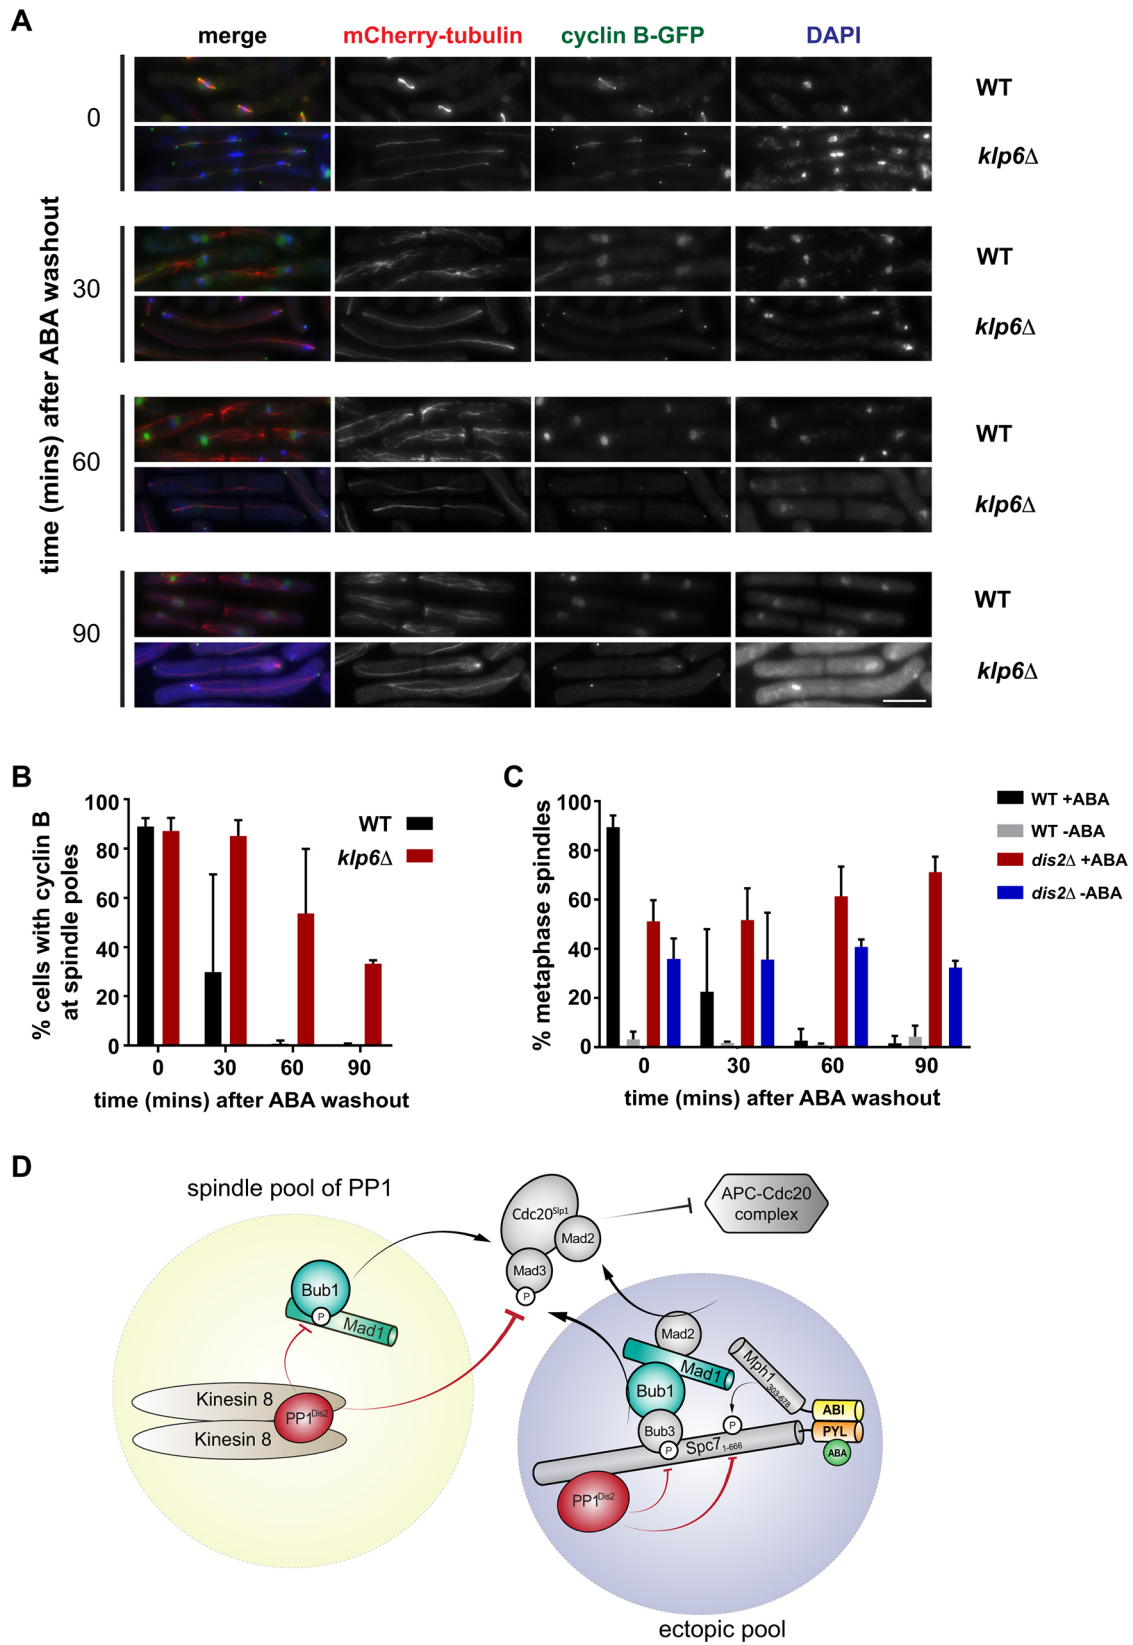 A
merge
mCherry-tubulin
cyclin B-GFP
DAPI
time (mins) after ABA washout
0
WT
klp6Δ
30
WT
klp6Δ
60
WT
klp6Δ
90
WT
klp6Δ
B
% cells with cyclin B
at spindle poles
100
80
60
40
20
0
WT
klp6Δ
0 30 60 90
time (mins) after ABA washout
C
% metaphase spindles
100
80
60
40
20
0
WT +ABA
WT -ABA
dis2Δ +ABA
dis2Δ -ABA
0 30 60 90
time (mins) after ABA washout
D
spindle pool of PP1
Cdc20Slp1
Mad2
Mad3
P
APC-Cdc20
complex
Bub1
P
Mad1
Kinesin 8
Kinesin 8
PP1Dis2
Mad2
Mad1
Bub1
Bub3
P
Mph1303-678
P
Spc71-666
ABI
PYL
ABA
PP1Dis2
ectopic pool